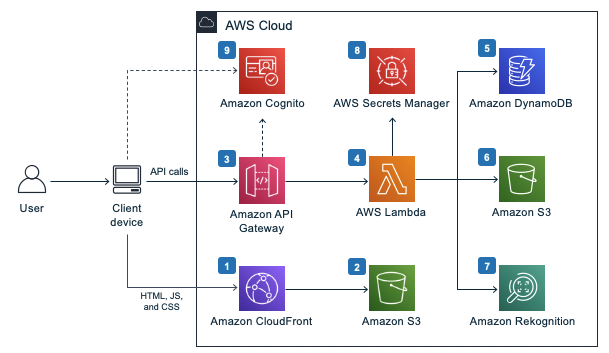 AWS Cloud
9
Amazon Cognito
8
AWS Secrets Manager
5
Amazon DynamoDB
User
Client
device
API calls
3
Amazon API
Gateway
4
AWS Lambda
6
Amazon S3
HTML, JS,
and CSS
1
Amazon CloudFront
2
Amazon S3
7
Amazon Rekognition